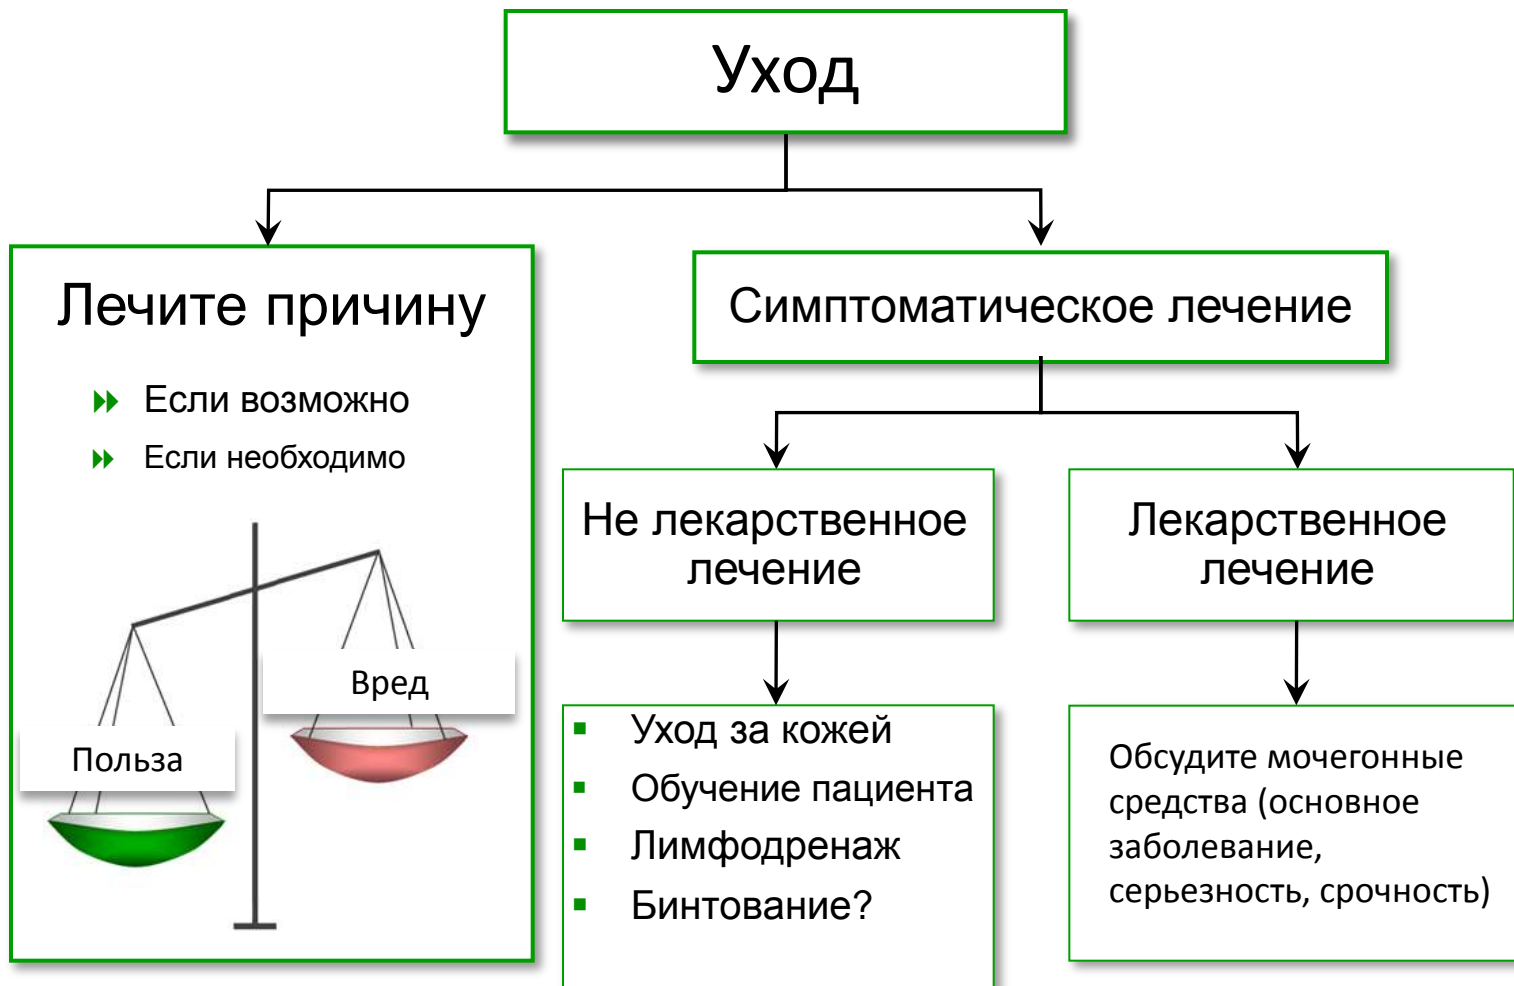 Уход
Лечите причину
Если возможно
Если необходимо
Вред
Польза
Симптоматическое лечение
Не лекарственное
лечение
Уход за кожей
Обучение пациента
Лимфодренаж
Бинтование?
Лекарственное
лечение
Обсудите мочегонные
средства (основное
заболевание,
серьезность, срочность)